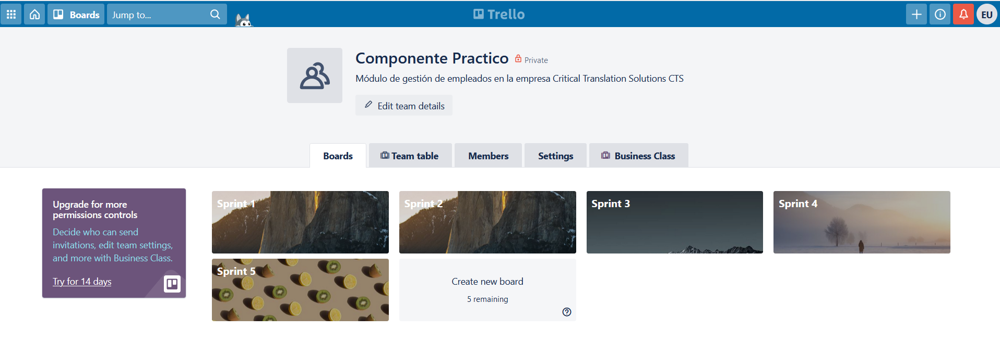 Boards
Jump to...
Trello
EU
Componente Practico
Private
Módulo de gestión de empleados en la empresa Critical Translation Solutions CTS
Edit team details
Boards
Team table
Members
Settings
Business Class
Upgrade for more
permissions controls
Decide who can send
invitations, edit team settings,
and more with Business Class.
Try for 14 days
Sprint 1
Sprint 2
Sprint 3
Sprint 4
Sprint 5
Create new board
5 remaining